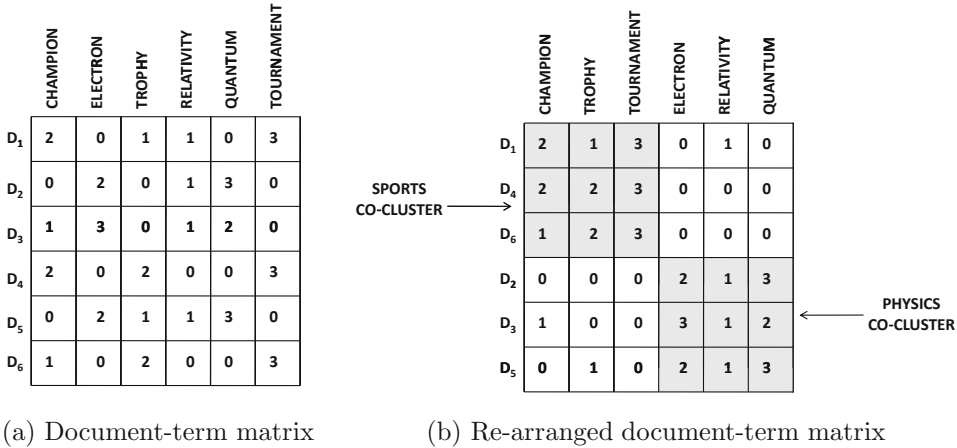 CHAMPION ELECTRON TROPHY RELATIVITY QUANTUM TOURNAMENT
D1 2 0 1 1 0 3
D2 0 2 0 1 3 0
D3 1 3 0 1 2 0
D4 2 0 2 0 0 3
D5 0 2 1 1 3 0
D6 1 0 2 0 0 3
(a) Document-term matrix
CHAMPION TROPHY TOURNAMENT ELECTRON RELATIVITY QUANTUM
D1 2 1 3 0 1 0
D4 2 2 3 0 0 0
D6 1 2 3 0 0 0
D2 0 0 0 2 1 3
D3 1 0 0 3 1 2
D5 0 1 0 2 1 3
SPORTS
CO-CLUSTER
PHYSICS
CO-CLUSTER
(b) Re-arranged document-term matrix